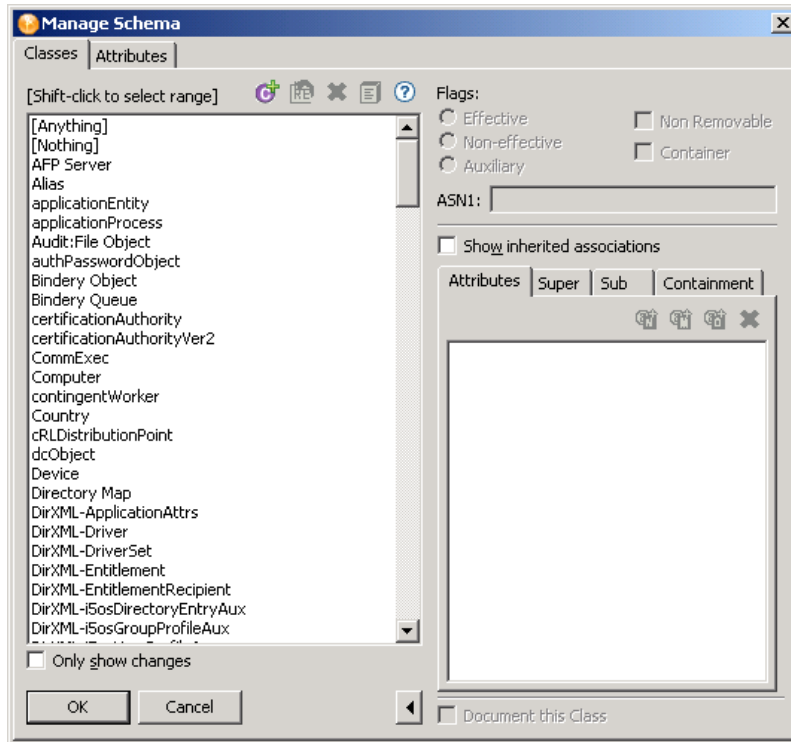 Manage Schema
Classes
Attributes
[Shift-click to select range]
[Anything]
[Nothing]
AFP Server
Alias
applicationEntity
applicationProcess
Audit:File Object
authPasswordObject
Bindery Object
Bindery Queue
certificationAuthority
certificationAuthorityVer2
CommExec
Computer
contingentWorker
Country
cRLDistributionPoint
dcObject
Device
Directory Map
DirXML-ApplicationAttrs
DirXML-Driver
DirXML-DriverSet
DirXML-Entitlement
DirXML-EntitlementRecipient
DirXML-i5osDirectoryEntryAux
DirXML-i5osGroupProfileAux
Only show changes
OK
Cancel
Flags:
Effective
Non-effective
Auxiliary
Non Removable
Container
ASN1:
Show inherited associations
Attributes
Super
Sub
Containment
Document this Class